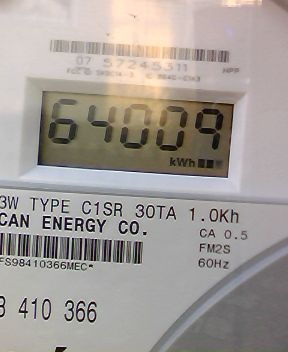 07 57245311
64009
kWh
3W TYPE C1SR 30TA 1.0Kh
CAN ENERGY CO.
CA 0.5
FM2S
FS98410366MEC*
60Hz
410 366